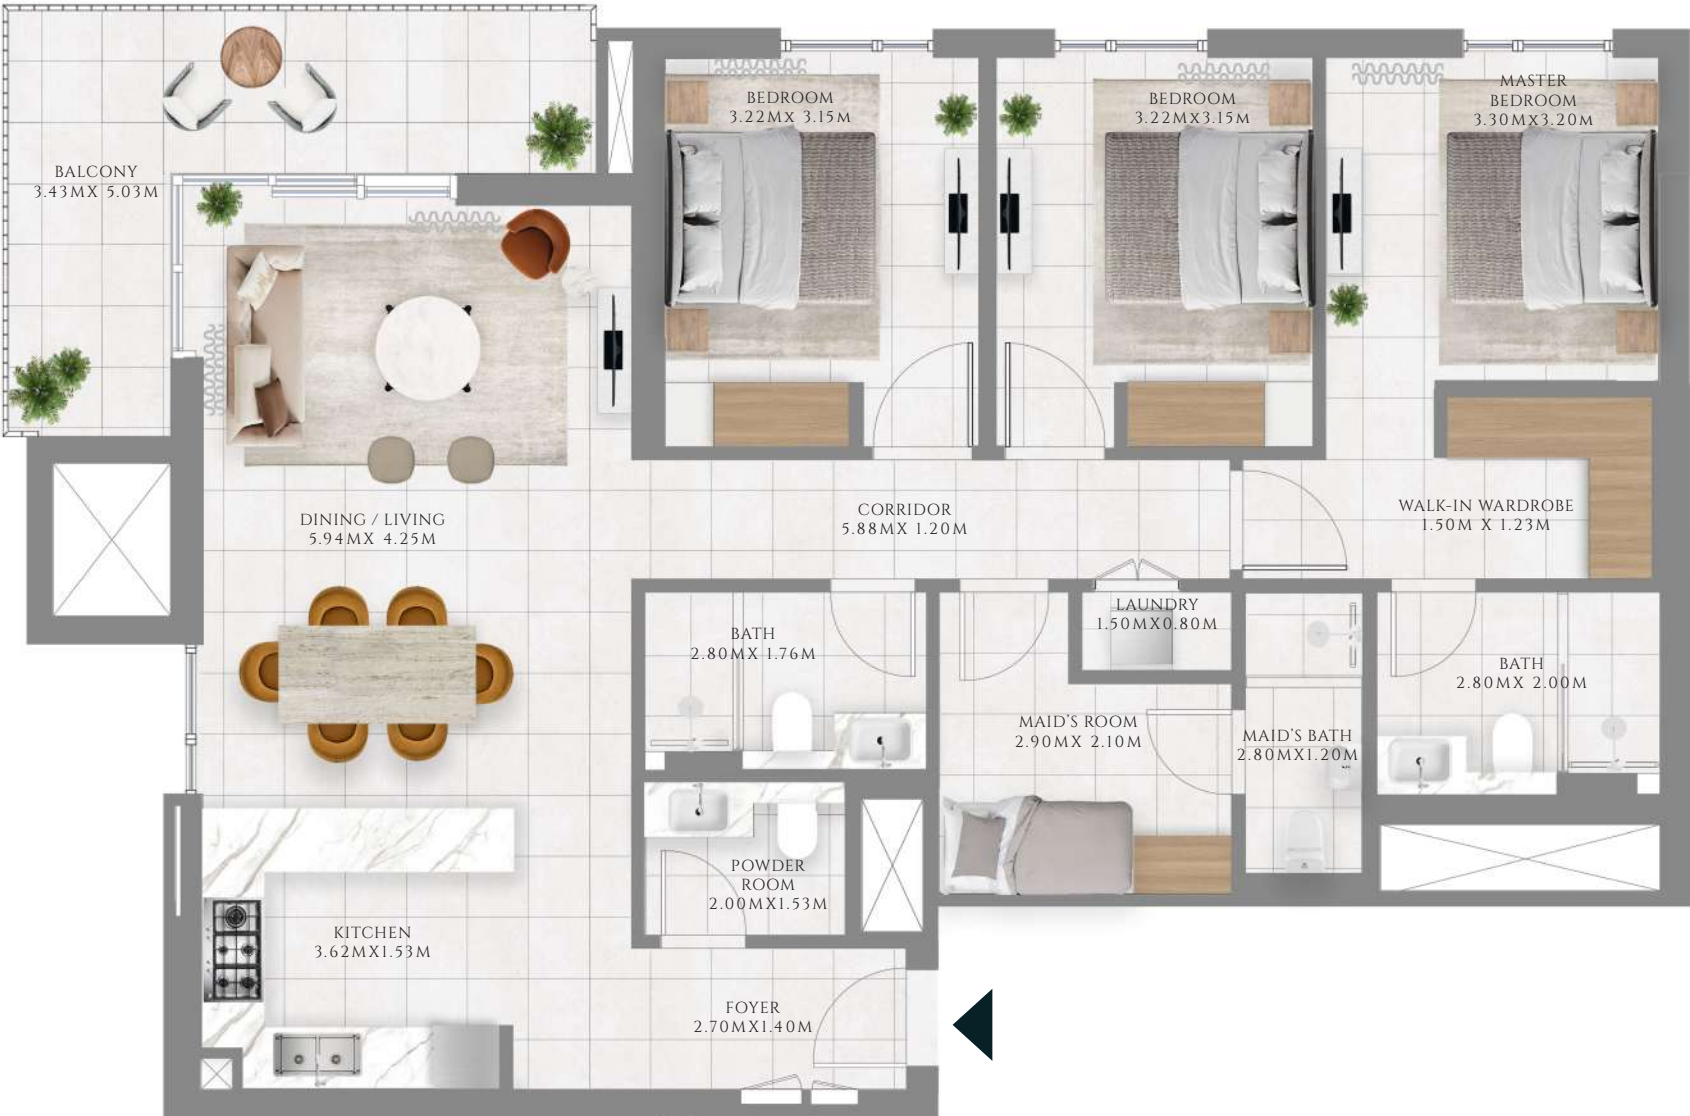 BEDROOM
3.22MX 3.15M
BEDROOM
3.22MX3.15M
MASTER
BEDROOM
3.30MX3.20M
BALCONY
3.43MX 5.03M
DINING / LIVING
5.94MX 4.25M
CORRIDOR
5.88MX 1.20M
WALK-IN WARDROBE
1.50M X 1.23M
LAUNDRY
1.50MX0.80M
BATH
2.80MX 1.76M
BATH
2.80MX 2.00M
MAID'S ROOM
2.90MX 2.10M
MAID'S BATH
2.80MX1.20M
POWDER
ROOM
2.00MX1.53M
KITCHEN
3.62MX1.53M
FOYER
2.70MX1.40M